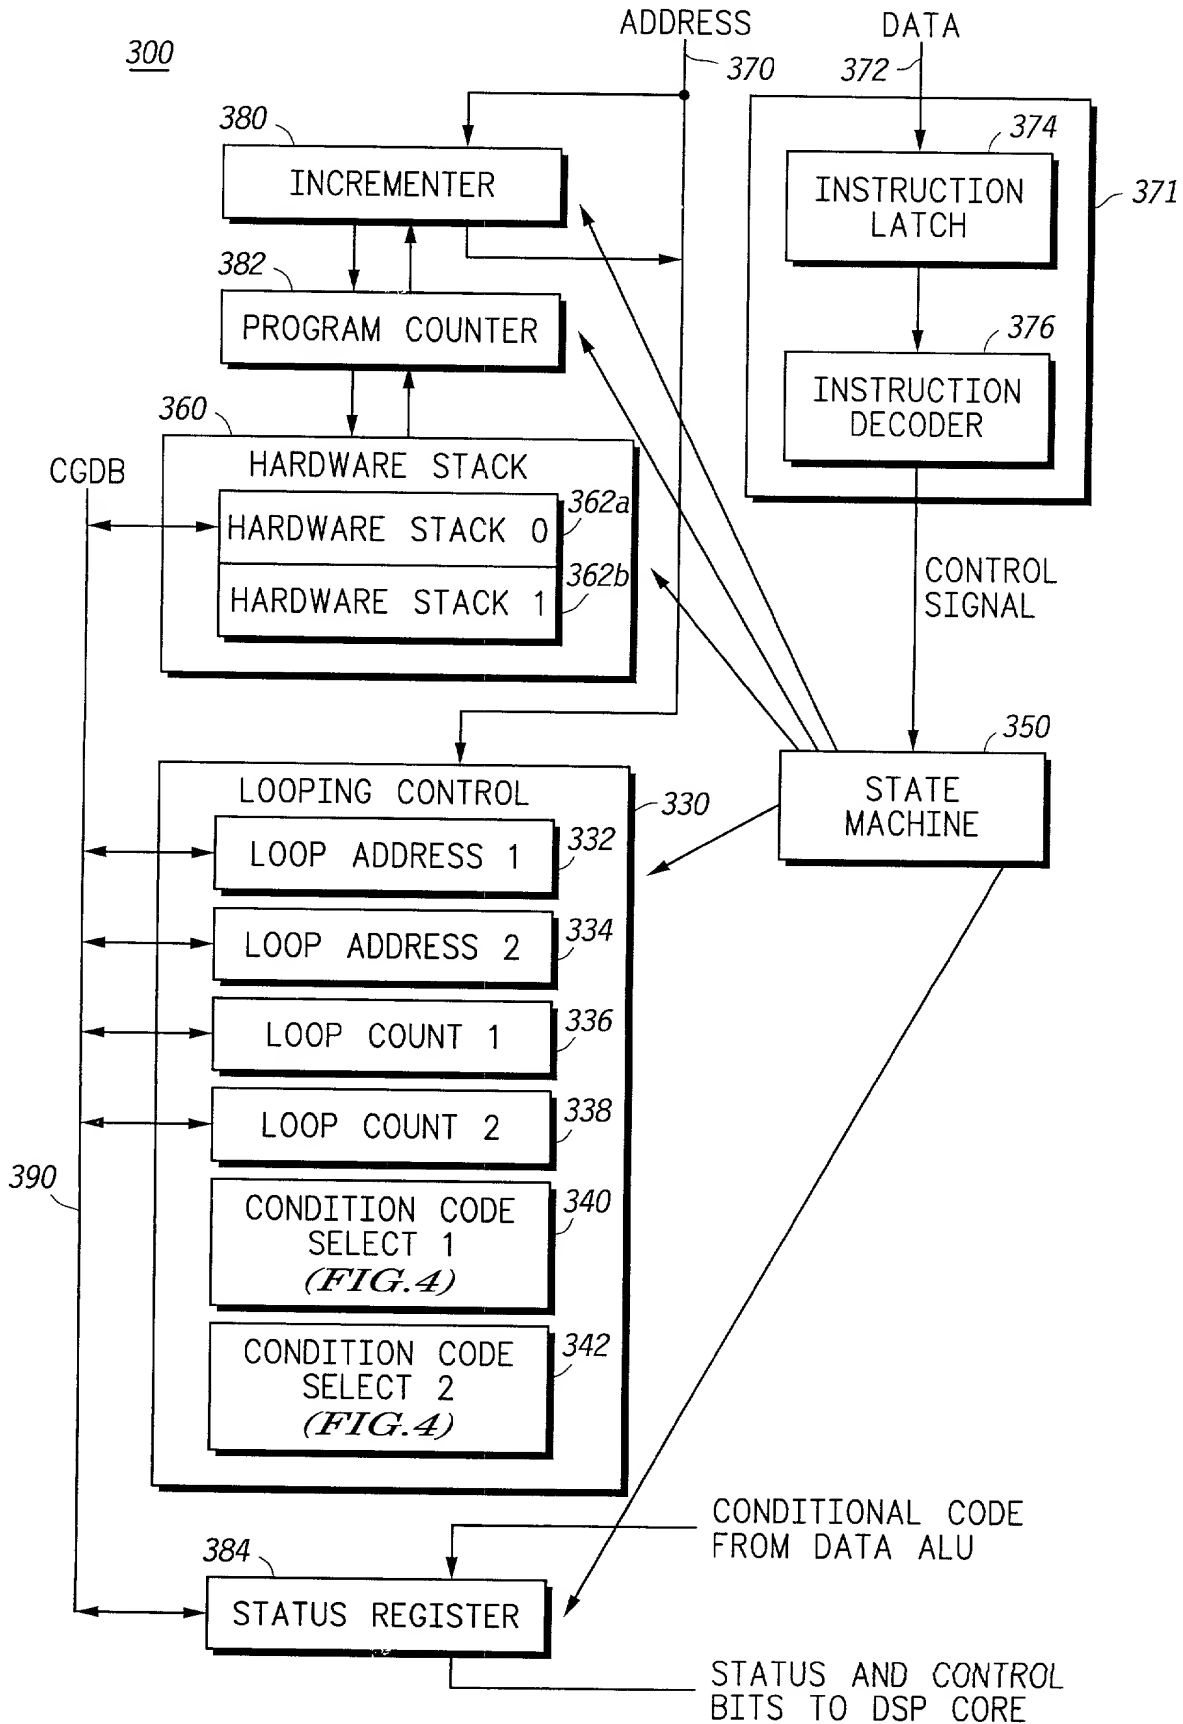 300
ADDRESS
370
DATA
372
380
INCREMENTER
374
INSTRUCTION
LATCH
371
382
PROGRAM COUNTER
376
INSTRUCTION
DECODER
360
HARDWARE STACK
CGDB
HARDWARE STACK 0
362a
HARDWARE STACK 1
362b
CONTROL
SIGNAL
350
STATE
MACHINE
LOOPING CONTROL
330
LOOP ADDRESS 1
332
LOOP ADDRESS 2
334
LOOP COUNT 1
336
LOOP COUNT 2
338
390
CONDITION CODE
SELECT 1
(FIG.4)
340
CONDITION CODE
SELECT 2
(FIG.4)
342
CONDITIONAL CODE
FROM DATA ALU
384
STATUS REGISTER
STATUS AND CONTROL
BITS TO DSP CORE